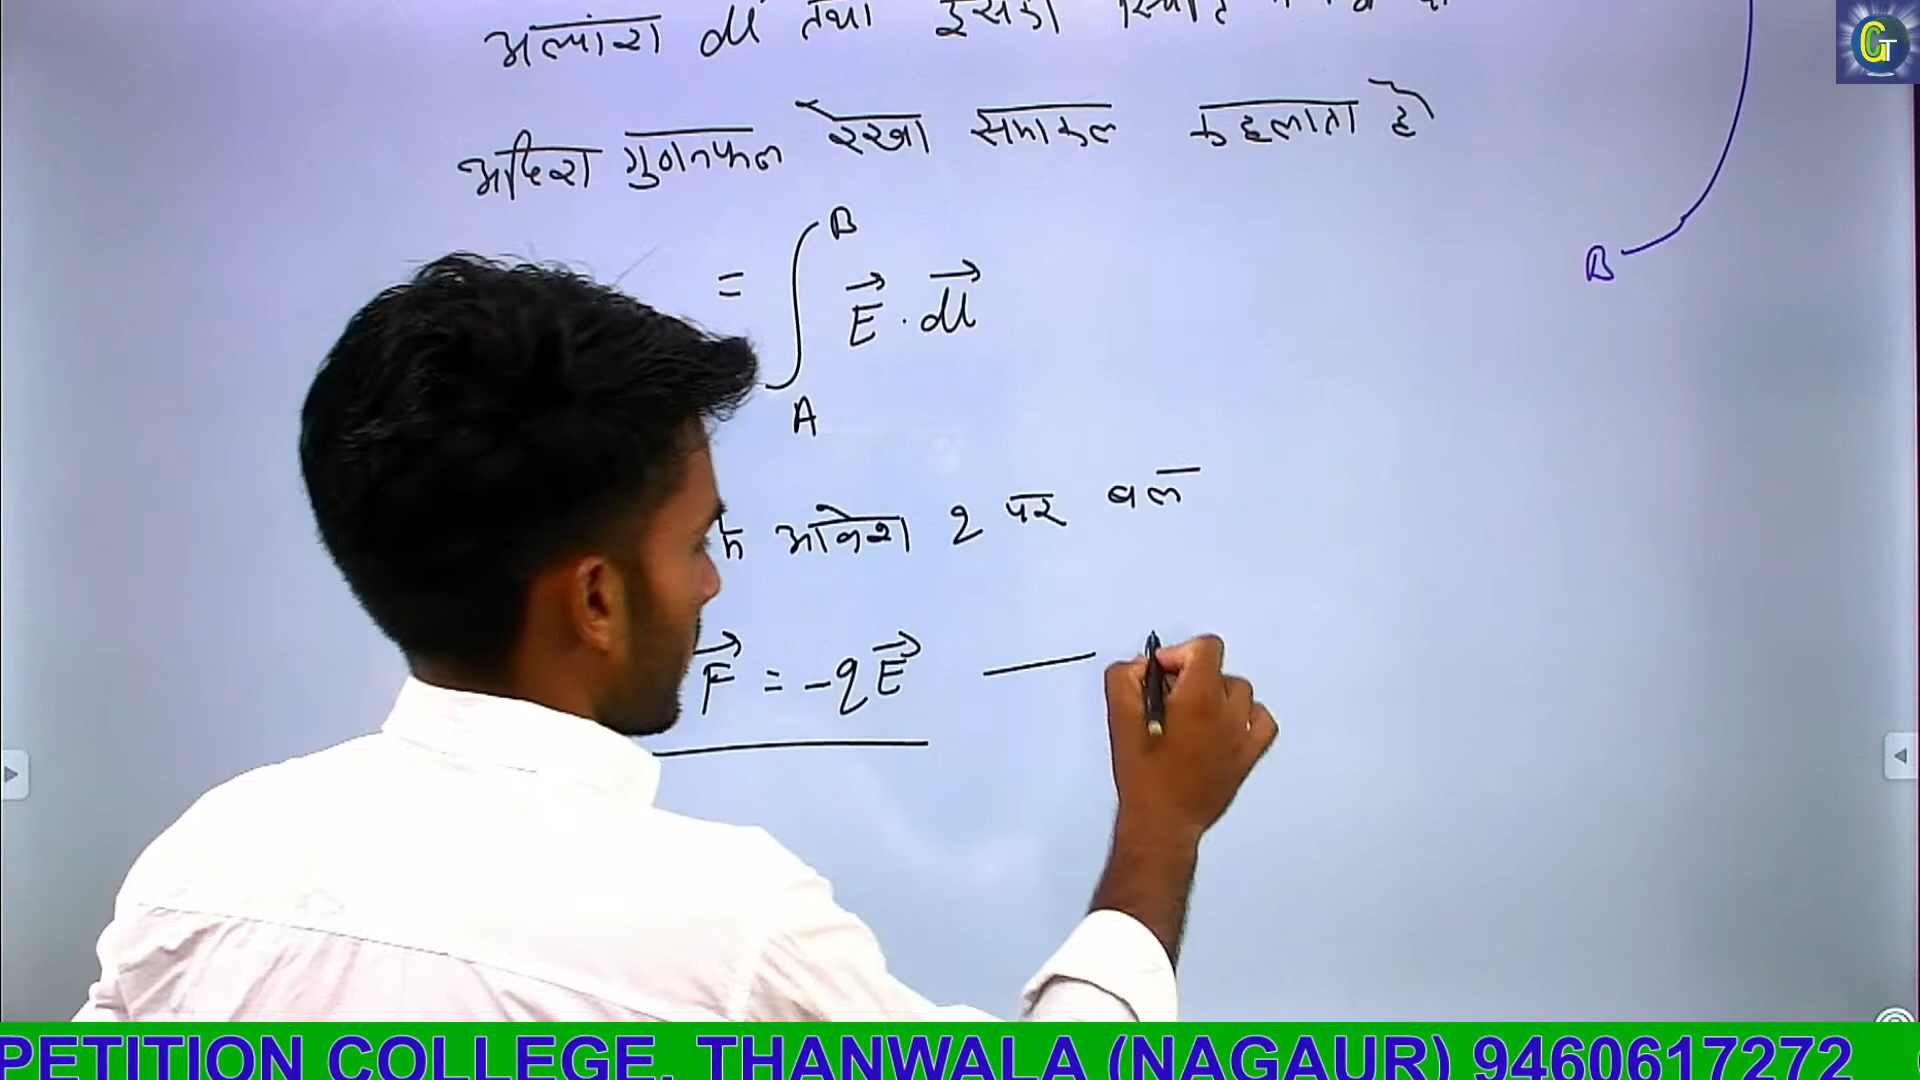 अल्पांश dl तथा इसकी
अदिश गुणनफल रेखा समाकल कहलाता है
B
= ∫ E⃗ . dl⃗
B
A
आवेश q पर बल
F⃗ = -qE⃗
GT
PETITION COLLEGE, THANWALA (NAGAUR) 9460617272